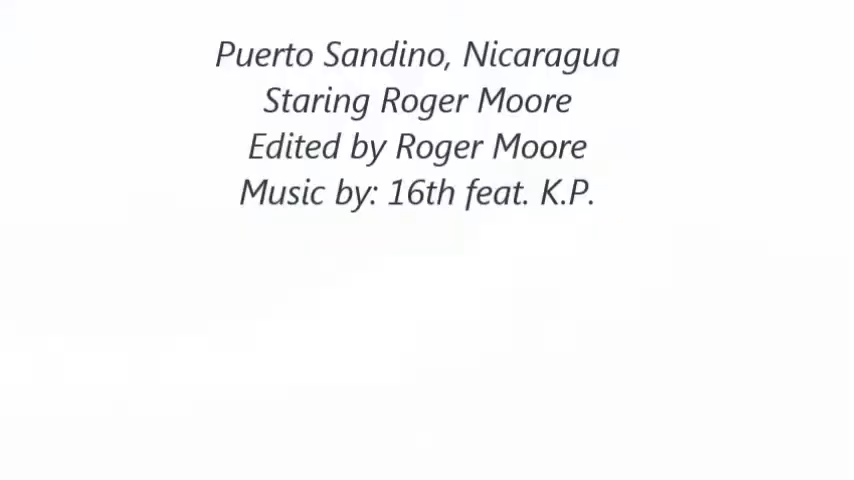 Puerto Sandino, Nicaragua
Staring Roger Moore
Edited by Roger Moore
Music by: 16th feat. K.P.